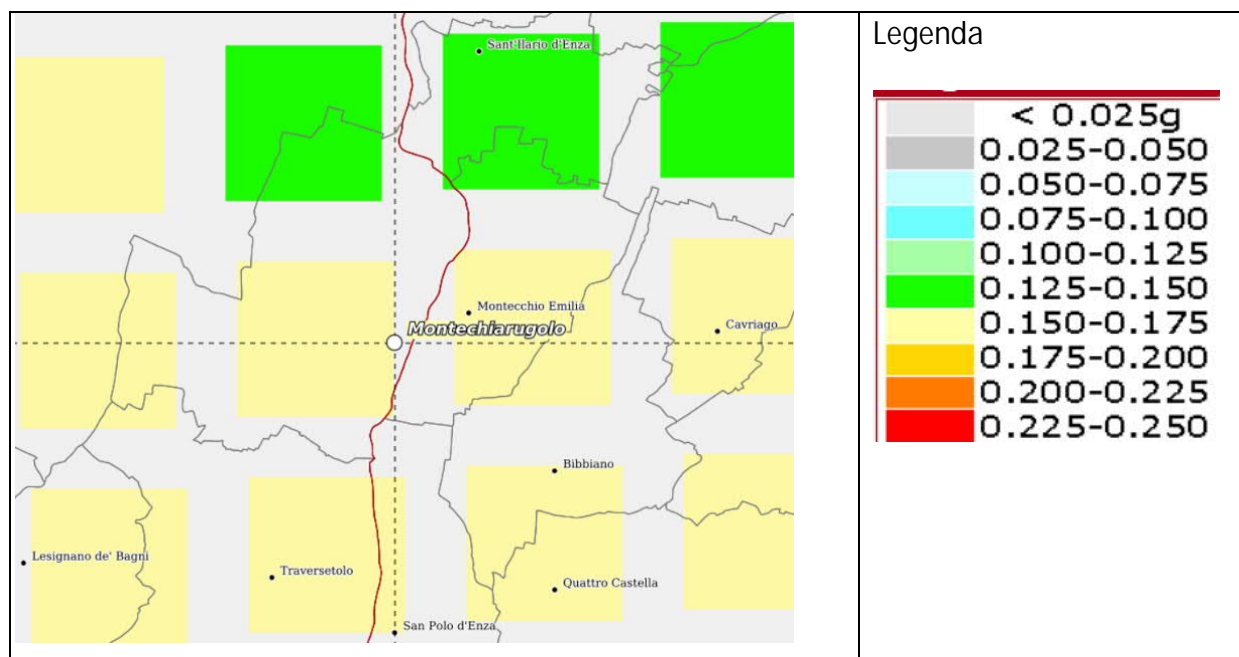 Sant'Ilario d'Enza
Montecchio Emilia
Montechiarugolo
Cavriago
Bibbiano
Lesignano de' Bagni
Traversetolo
Quattro Castella
San Polo d'Enza
Legenda
< 0.025g
0.025-0.050
0.050-0.075
0.075-0.100
0.100-0.125
0.125-0.150
0.150-0.175
0.175-0.200
0.200-0.225
0.225-0.250